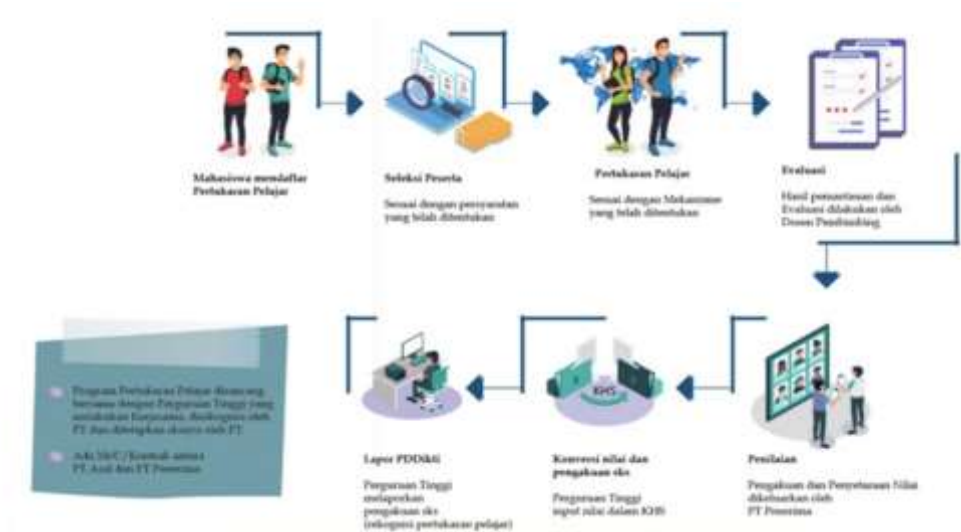 Mahasiswa mendaftar
Pertukaran Pelajar
Seleksi Peserta
Sesuai dengan persyaratan
yang telah ditentukan
Pertukaran Pelajar
Sesuai dengan Mekanisme
yang telah ditentukan
Evaluasi
Hasil pemantauan dan
Evaluasi dilakukan oleh
Dosen Pembimbing
Penilaian
Pengakuan dan Penyetaraan Nilai
dikeluarkan oleh
PT Penerima
KHS
Konversi nilai dan
pengakuan sks
Perguruan Tinggi
input nilai dalam KHS
Lapor PDDikti
Perguruan Tinggi
melaporkan
pengakuan sks
(rekognisi pertukaran pelajar)
Program Pertukaran Pelajar dirancang
bersama dengan Perguruan Tinggi yang
melakukan Kerjasama, oleh
PT dan ditetapkan oleh PT
Ada MoU/Kontrak antara
PT Asal dan PT Penerima